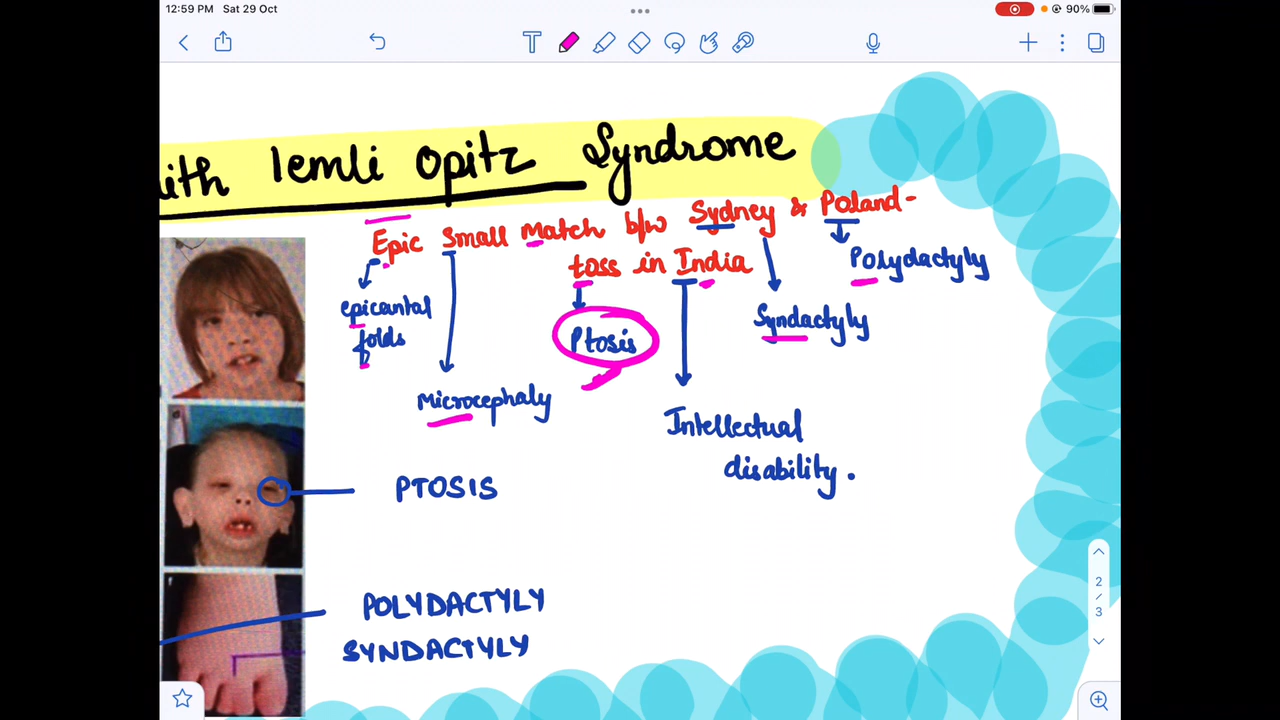 12:59 PM Sat 29 Oct
90%
T
ith lemli Opitz Syndrome
Epic Small Match b/w Sydney & Poland-
toss in India
Polydactyly
epicantal
folds
Ptosis
Syndactyly
Microcephaly
Intellectual
disability.
PTOSIS
POLYDACTYLY
SYNDACTYLY
2
/
3